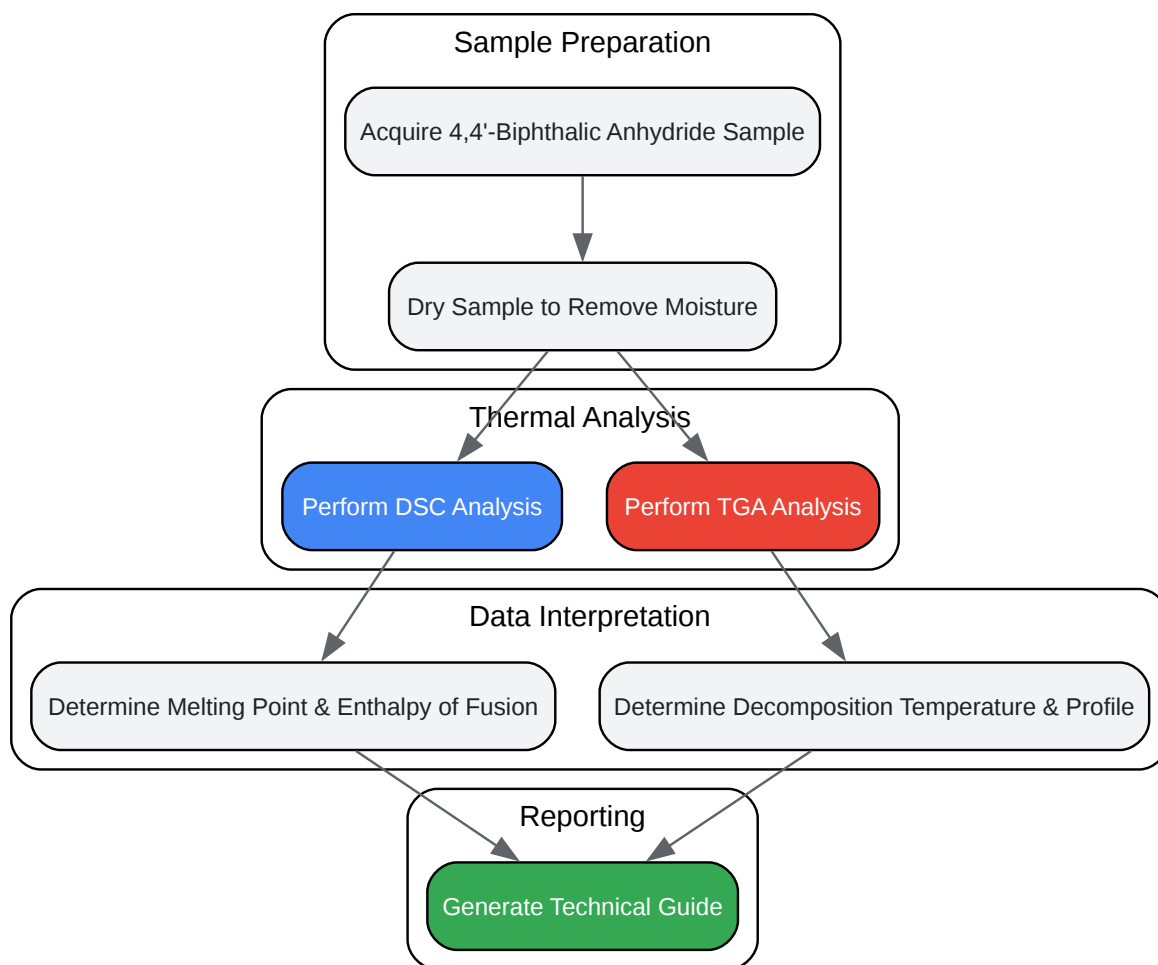 Sample Preparation
Acquire 4,4'-Biphthalic Anhydride Sample
Dry Sample to Remove Moisture
Thermal Analysis
Perform DSC Analysis
Perform TGA Analysis
Data Interpretation
Determine Melting Point & Enthalpy of Fusion
Determine Decomposition Temperature & Profile
Reporting
Generate Technical Guide